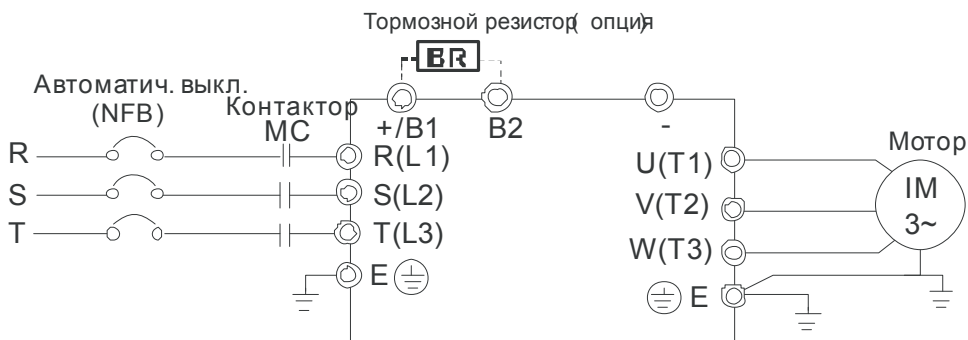 Тормозной резистор( опция)
BR
Автоматич. выкл.
(NFB)
Контактор
MC
+/B1
B2
-
Мотор
R
R(L1)
U(T1)
S
S(L2)
V(T2)
IM
3~
T
T(L3)
W(T3)
E
E